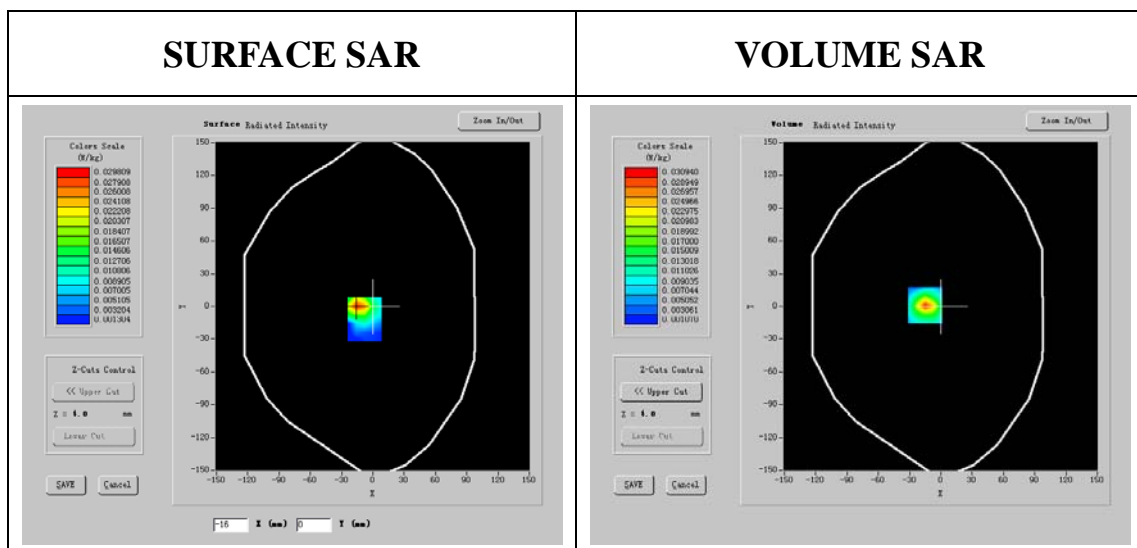 SURFACE SAR
VOLUME SAR
Surface Radiated Intensity
Zoom In/Out
Colors Scale
(W/kg)
0.029809
0.027908
0.026008
0.024108
0.022208
0.020307
0.018407
0.016507
0.014606
0.012706
0.010806
0.008905
0.007005
0.005105
0.003204
0.001304
Z-Cuts Control
<< Upper Cut
Z = 4.0 mm
Lower Cut
SAVE Cancel
150
120
90
60
30
0
-30
-60
-90
-120
-150
Y
-150 -120 -90 -60 -30 0 30 60 90 120 150
X
-16 X (mm) 0 Y (mm)
Volume Radiated Intensity
Zoom In/Out
Colors Scale
(W/kg)
0.030940
0.028949
0.026957
0.024966
0.022975
0.020983
0.018992
0.017000
0.015009
0.013018
0.011026
0.009035
0.007044
0.005052
0.003061
0.001070
Z-Cuts Control
<< Upper Cut
Z = 4.0 mm
Lower Cut
SAVE Cancel
150
120
90
60
30
0
-30
-60
-90
-120
-150
Y
-150 -120 -90 -60 -30 0 30 60 90 120 150
X